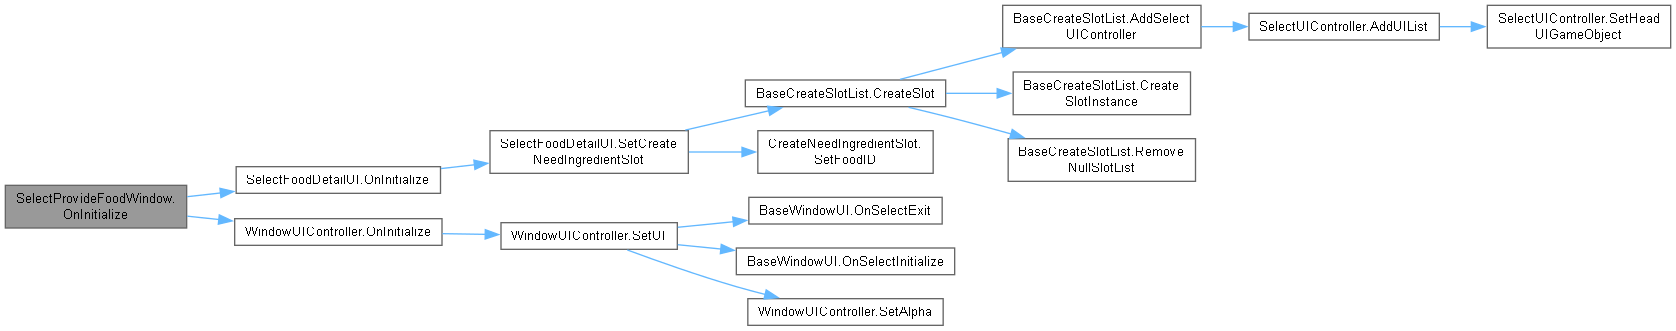 BaseCreateSlotList.AddSelect
UIController
SelectUIController.AddUIList
SelectUIController.SetHead
UIGameObject
BaseCreateSlotList.CreateSlot
BaseCreateSlotList.Create
SlotInstance
SelectFoodDetailUI.SetCreate
NeedIngredientSlot
CreateNeedIngredientSlot.
SetFoodID
BaseCreateSlotList.Remove
NullSlotList
SelectFoodDetailUI.OnInitialize
SelectProvideFoodWindow.
OnInitialize
BaseWindowUI.OnSelectExit
WindowUIController.OnInitialize
WindowUIController.SetUI
BaseWindowUI.OnSelectInitialize
WindowUIController.SetAlpha